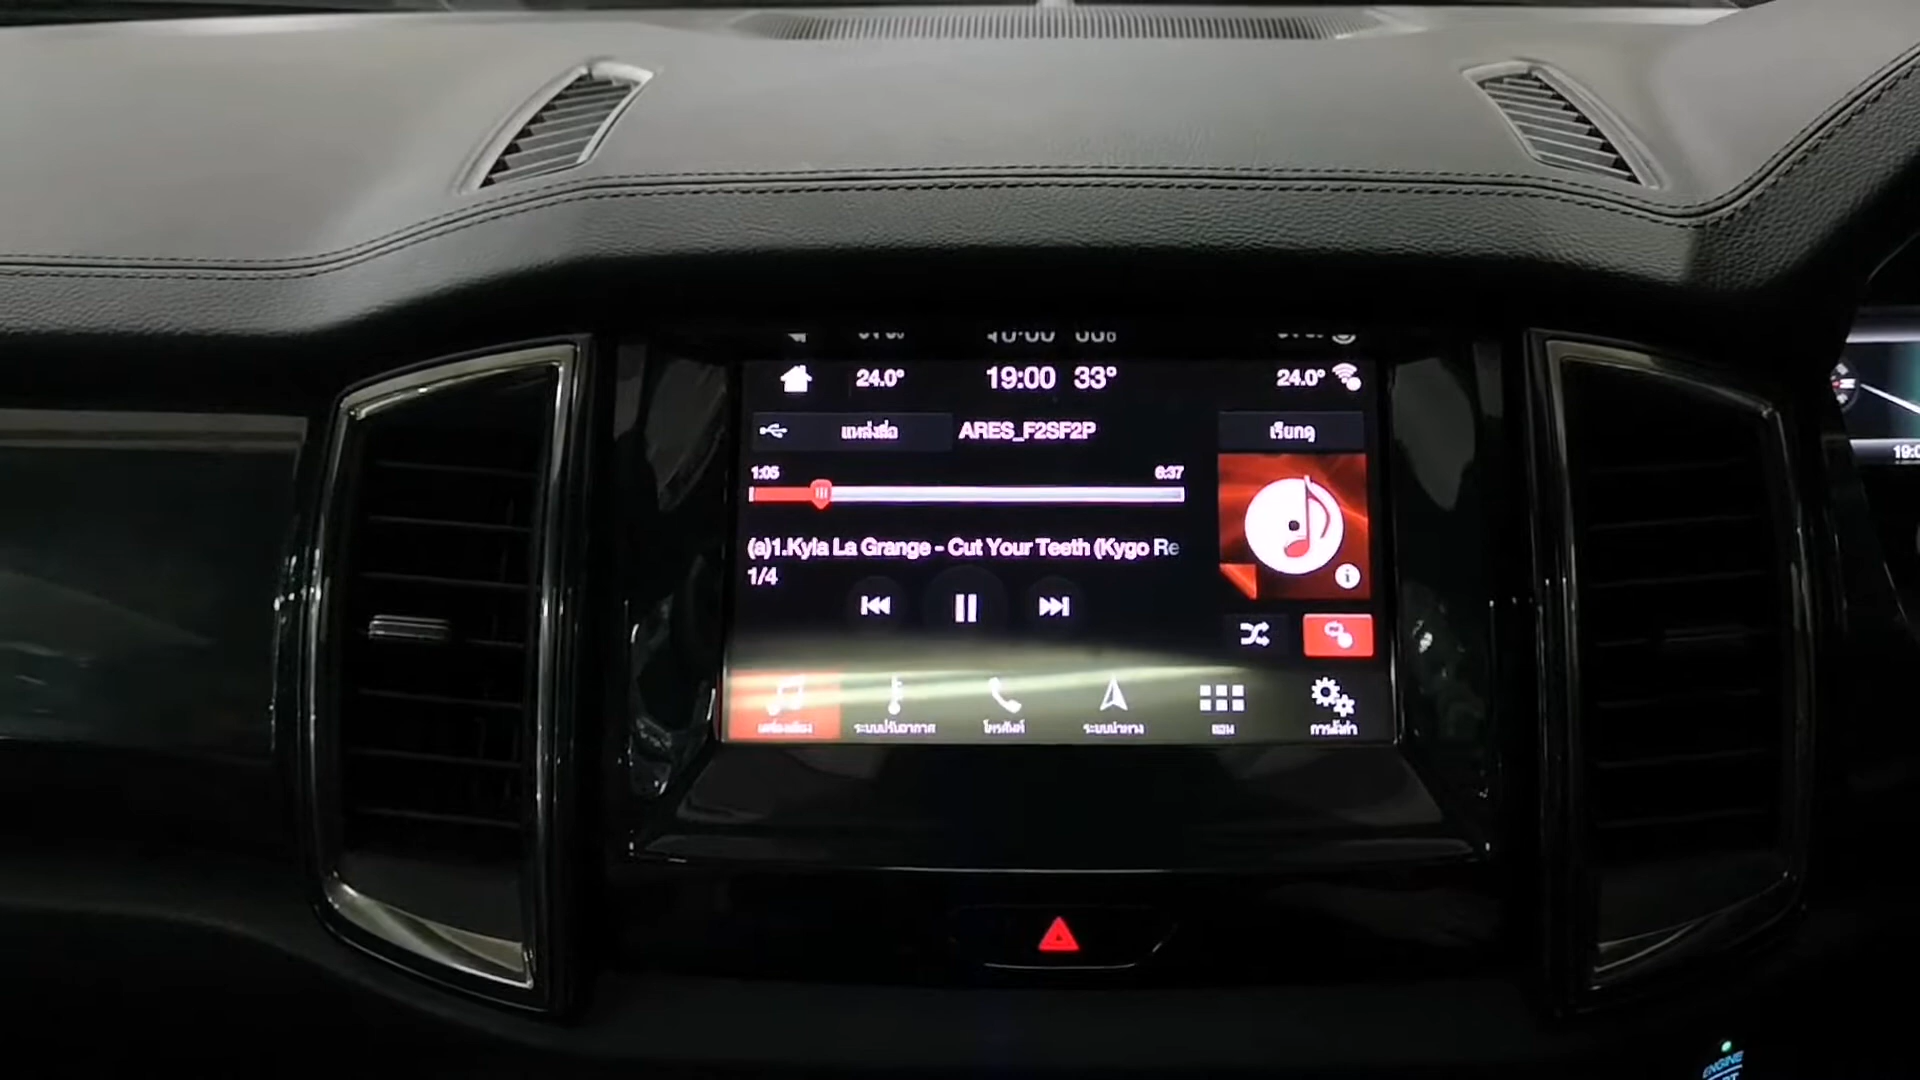 24.0° 19:00 33° 24.0°
แหล่งสื่อ ARES_F2SF2P เรียกดู
1:05 6:37
(a)1.Kyla La Grange - Cut Your Teeth (Kygo Re
1/4
เครื่องเสียง ระบบปรับอากาศ โทรศัพท์ ระบบนำทาง แอพ การตั้งค่า
ENGINE